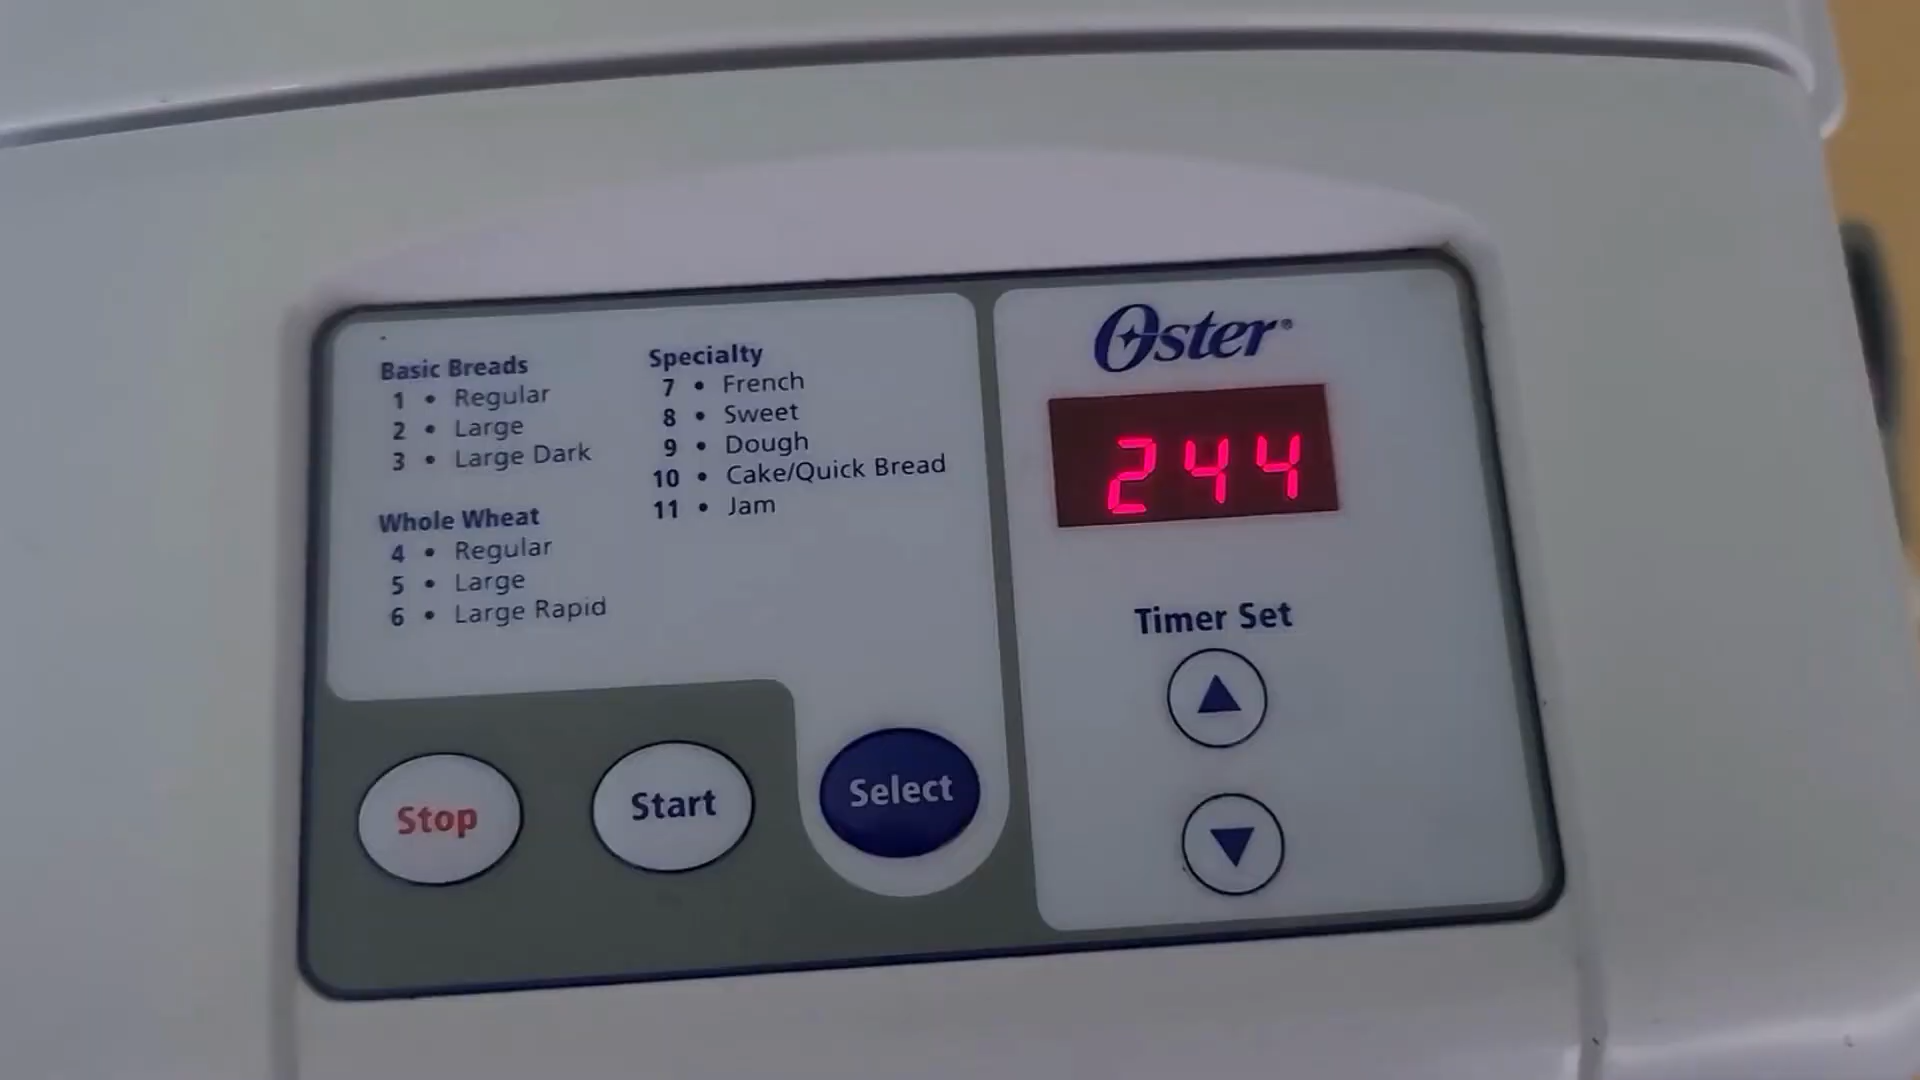 Basic Breads
1 • Regular
2 • Large
3 • Large Dark
Whole Wheat
4 • Regular
5 • Large
6 • Large Rapid
Specialty
7 • French
8 • Sweet
9 • Dough
10 • Cake/Quick Bread
11 • Jam
Stop
Start
Select
Oster®
244
Timer Set